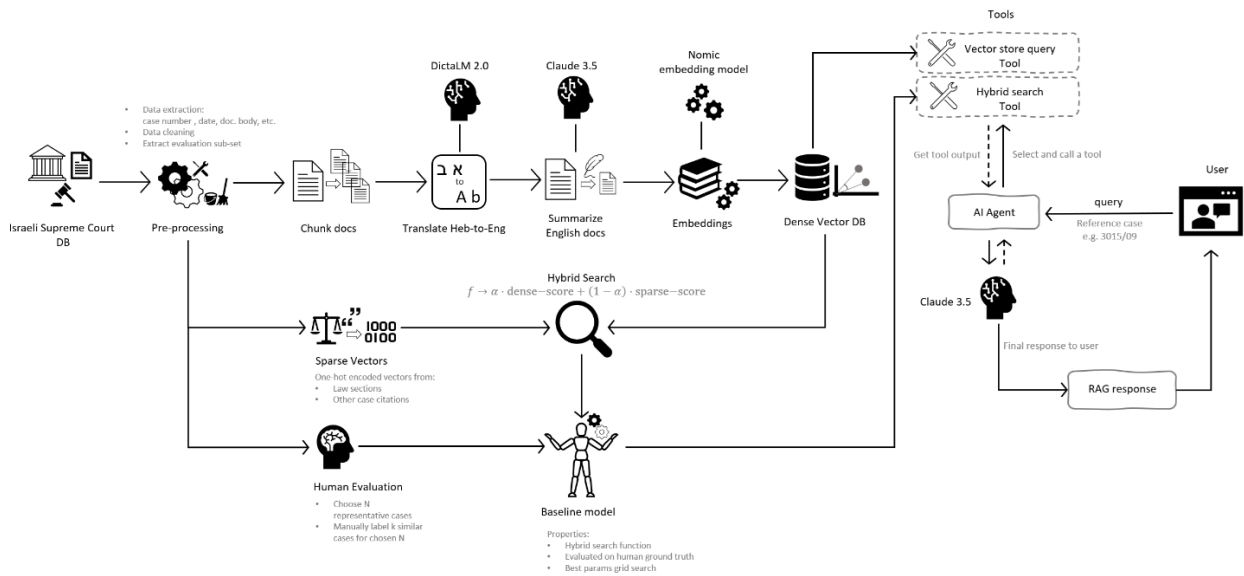 Tools
Vector store query
Tool
Hybrid search
Tool
Get tool output
Select and call a tool
User
AI Agent
query
Reference case
e.g. 3015/09
Claude 3.5
Final response to user
RAG response
DictaLM 2.0
Claude 3.5
Nomic
embedding model
• Data extraction:
case number , date, doc. body, etc.
• Data cleaning
• Extract evaluation sub-set
ב א
to
A b
Israeli Supreme Court
DB
Pre-processing
Chunk docs
Translate Heb-to-Eng
Summarize
English docs
Embeddings
Dense Vector DB
Hybrid Search
f → α · dense−score + (1 − α) · sparse−score
1000
0100
Sparse Vectors
One-hot encoded vectors from:
• Law sections
• Other case citations
Human Evaluation
• Choose N
representative cases
• Manually label k similar
cases for chosen N
Baseline model
Properties:
• Hybrid search function
• Evaluated on human ground truth
• Best params grid search